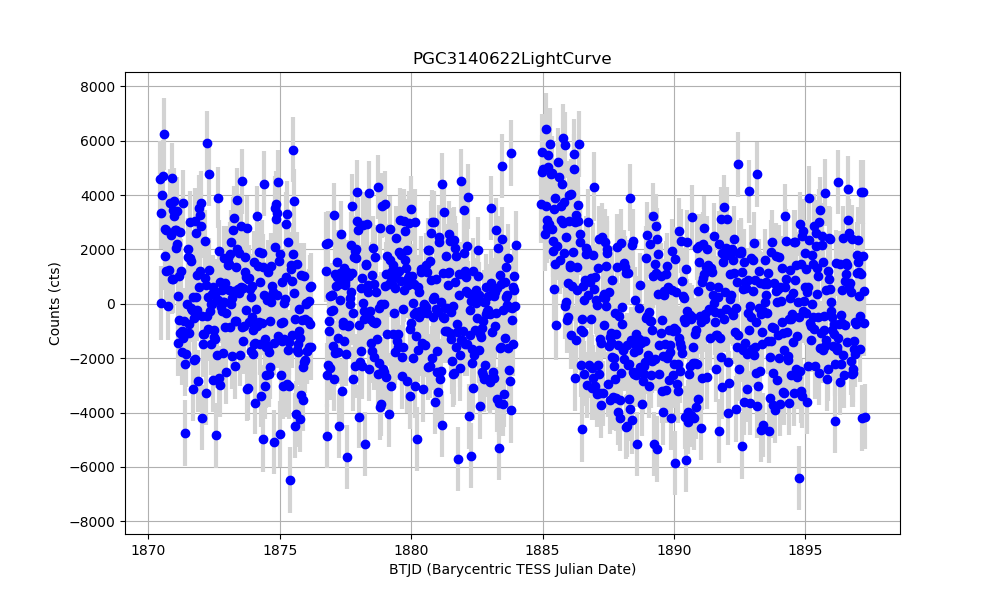 PGC3140622LightCurve
8000
6000
4000
2000
0
−2000
−4000
−6000
−8000
Counts (cts)
1870 1875 1880 1885 1890 1895
BTJD (Barycentric TESS Julian Date)